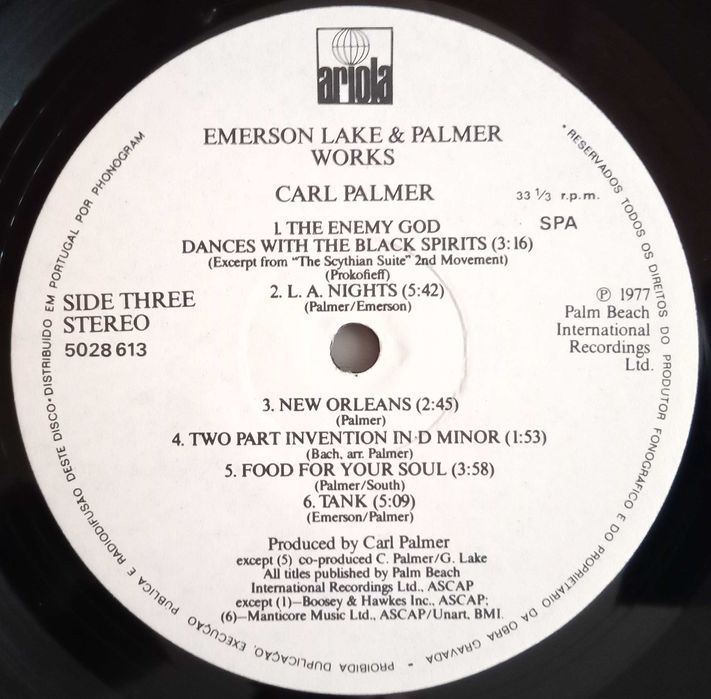 ariola
EMERSON LAKE & PALMER
WORKS
CARL PALMER
33 1/3 r.p.m.
SPA
1. THE ENEMY GOD
DANCES WITH THE BLACK SPIRITS (3:16)
(Excerpt from "The Scythian Suite" 2nd Movement)
(Prokofieff)
2. L. A. NIGHTS (5:42)
(Palmer/Emerson)
SIDE THREE
STEREO
5028 613
℗ 1977
Palm Beach
International
Recordings
Ltd.
3. NEW ORLEANS (2:45)
(Palmer)
4. TWO PART INVENTION IN D MINOR (1:53)
(Bach, arr. Palmer)
5. FOOD FOR YOUR SOUL (3:58)
(Palmer/South)
6. TANK (5:09)
(Emerson/Palmer)
Produced by Carl Palmer
except (5) co-produced C. Palmer/G. Lake
All titles published by Palm Beach
International Recordings Ltd., ASCAP
except (1)—Boosey & Hawkes Inc., ASCAP;
(6)—Manticore Music Ltd., ASCAP/Unart, BMI.
* RESERVADOS TODOS OS DIREITOS DO PRODUTOR FONOGRAFICO E DO PROPRIETARIO DA OBRA GRAVADA - PROIBIDA DUPLICAÇAO, EXECUÇAO PUBLICA E RADIODIFUSAO DESTE DISCO • DISTRIBUIDO EM PORTUGAL POR PHONOGRAM